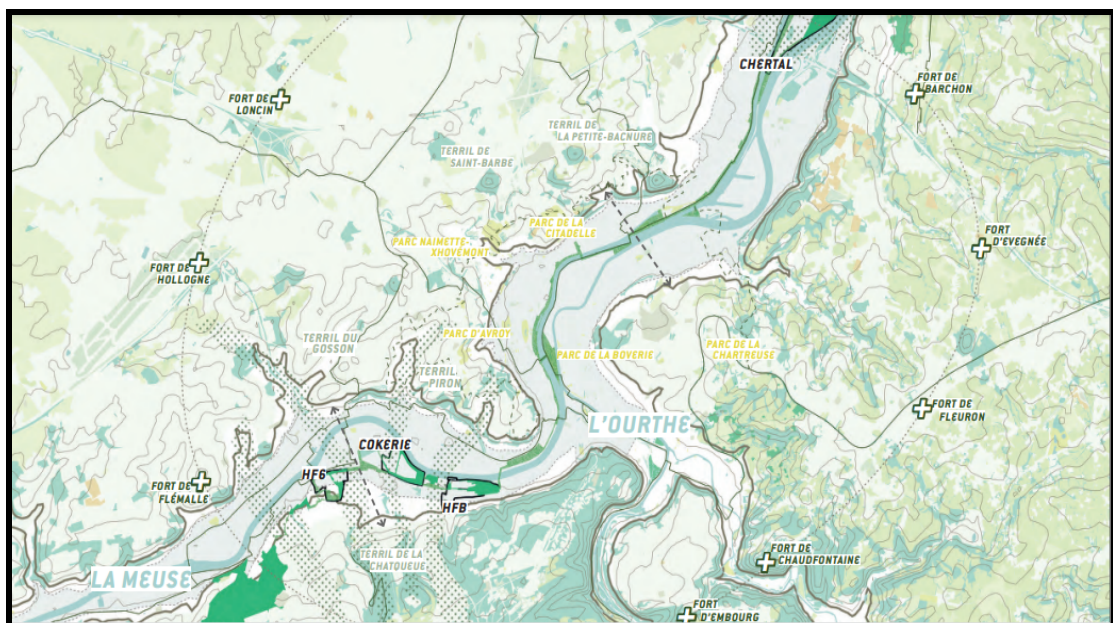 CHERTAL
FORT DE
LONCIN
FORT DE
BARCHON
TERRIL DE
LA PETITE-BACNURE
TERRIL DE
SAINT-BARBE
PARC DE LA
CITADELLE
PARC NAIMETTE-
XHOVÉMONT
FORT
D'EVEGNÉE
FORT DE
HOLLOGNE
TERRIL DU
GOSSON
PARC D'AVROY
PARC DE LA BOVERIE
PARC DE LA
CHARTREUSE
TERRIL
PIRON
FORT DE
FLEURON
L'OURTHE
COKERIE
HF6
HFB
FORT DE
FLÉMALLE
TERRIL DE LA
CHATQUEUE
FORT DE
CHAUDFONTAINE
LA MEUSE
FORT
D'EMBOURG